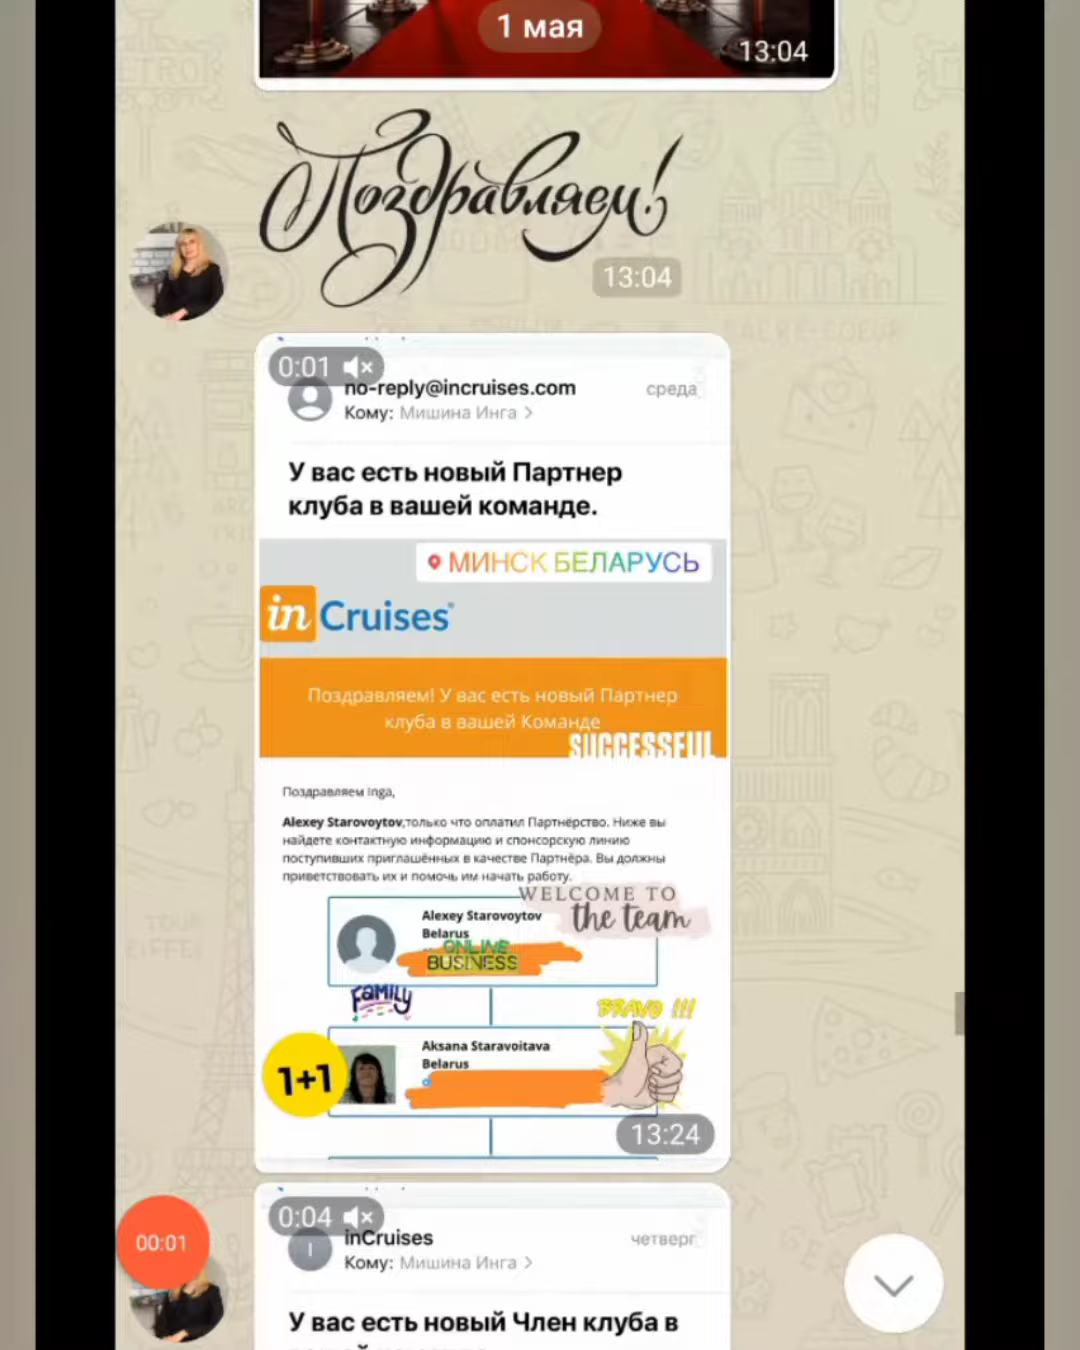 1 мая
13:04
Поздравляем!
13:04
0:01
no-reply@incruises.com
среда
Кому: Мишина Инга >
У вас есть новый Партнер
клуба в вашей команде.
МИНСК БЕЛАРУСЬ
in Cruises®
Поздравляем! У вас есть новый Партнер
клуба в вашей Команде
SUCCESSFUL
Поздравляем Inga,
Alexey Starovoytov,только что оплатил Партнёрство. Ниже вы
найдете контактную информацию и спонсорскую линию
поступивших приглашённых в качестве Партнёра. Вы должны
приветствовать их и помочь им начать работу.
WELCOME TO
the team
Alexey Starovoytov
Belarus
ONLINE
BUSINESS
FAMILY
BRAVO !!!
Aksana Staravoitava
Belarus
1+1
13:24
0:04
inCruises
четверг
I
Кому: Мишина Инга >
00:01
У вас есть новый Член клуба в